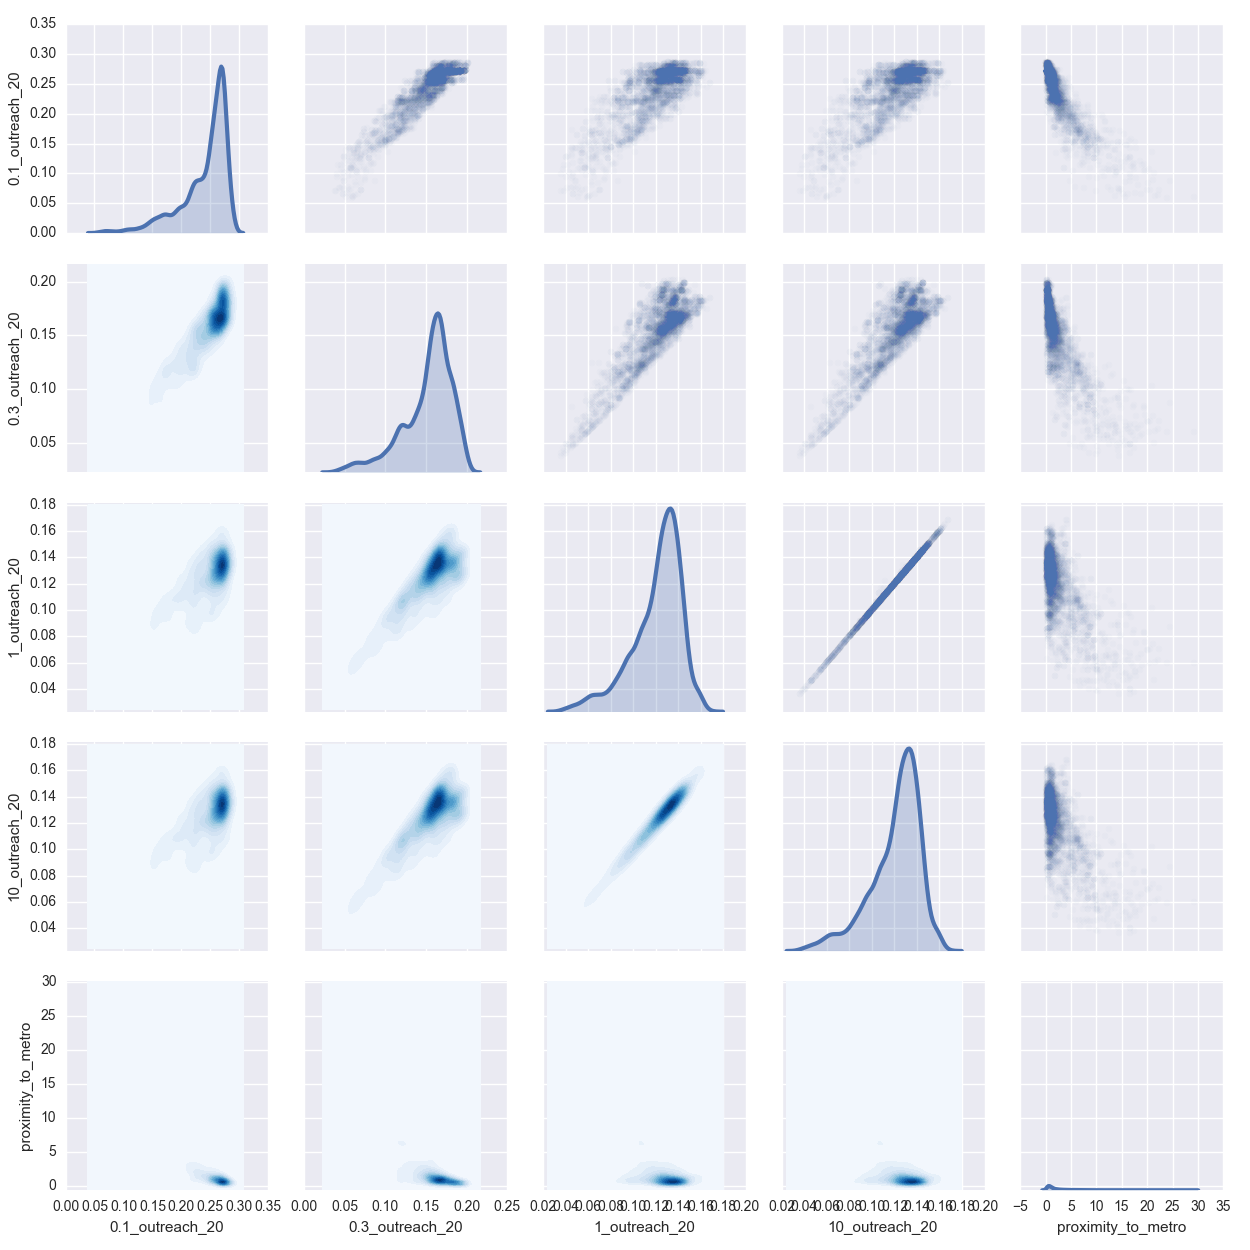 0.35
0.30
0.25
0.20
0.15
0.10
0.05
0.00
0.1_outreach_20
0.20
0.15
0.10
0.05
0.3_outreach_20
0.18
0.16
0.14
0.12
0.10
0.08
0.06
0.04
1_outreach_20
0.18
0.16
0.14
0.12
0.10
0.08
0.06
0.04
10_outreach_20
30
25
20
15
10
5
0
proximity_to_metro
0.00 0.05 0.10 0.15 0.20 0.25 0.30 0.35
0.1_outreach_20
0.00 0.05 0.10 0.15 0.20 0.25
0.3_outreach_20
0.02 0.04 0.06 0.08 0.10 0.12 0.14 0.16 0.18 0.20
1_outreach_20
0.02 0.04 0.06 0.08 0.10 0.12 0.14 0.16 0.18 0.20
10_outreach_20
−5 0 5 10 15 20 25 30 35
proximity_to_metro